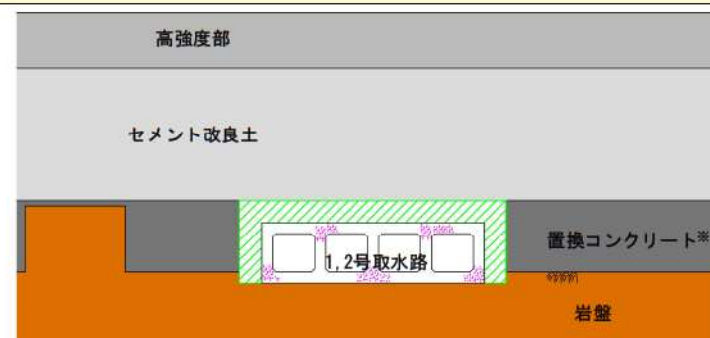 高強度部
セメント改良土
置換コンクリート※
1,2号取水路
岩盤